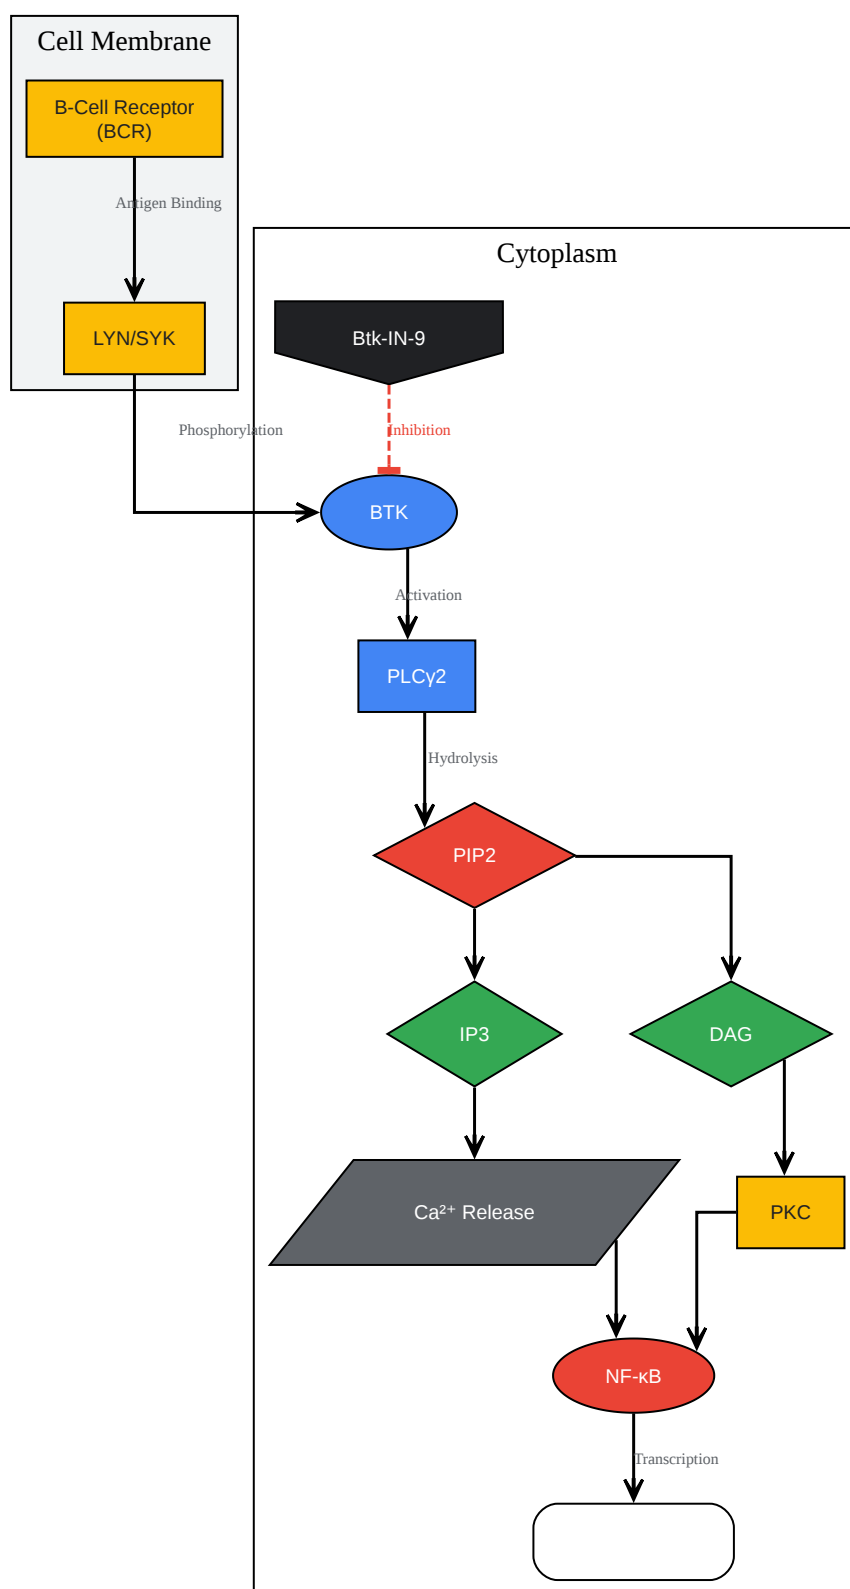 Cell Membrane
B-Cell Receptor
(BCR)
Antigen Binding
LYN/SYK
Cytoplasm
Btk-IN-9
Phosphorylation
Inhibition
BTK
Activation
PLCγ2
Hydrolysis
PIP2
IP3
DAG
Ca²⁺ Release
PKC
NF-κB
Transcription